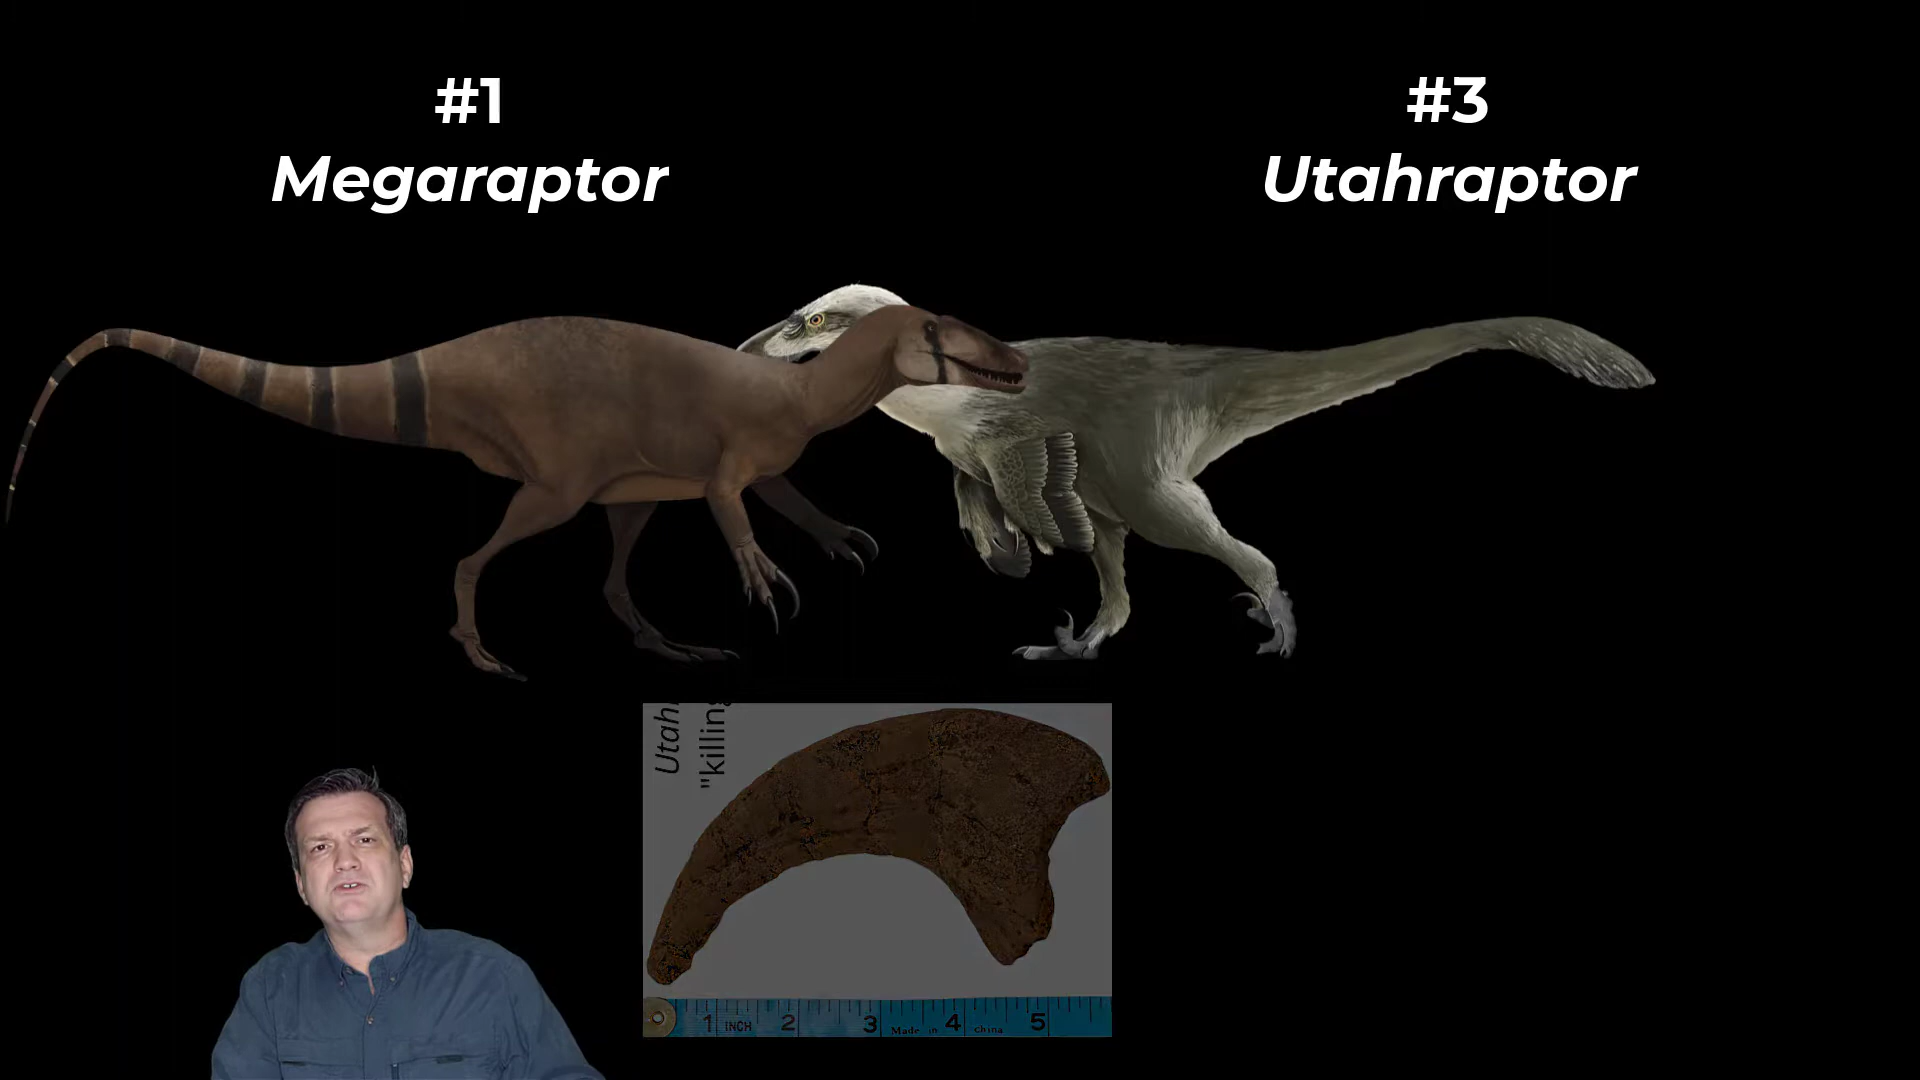 #1
Megaraptor
#3
Utahraptor
Utah
"killing
1 INCH 2 3 Made in 4 China 5